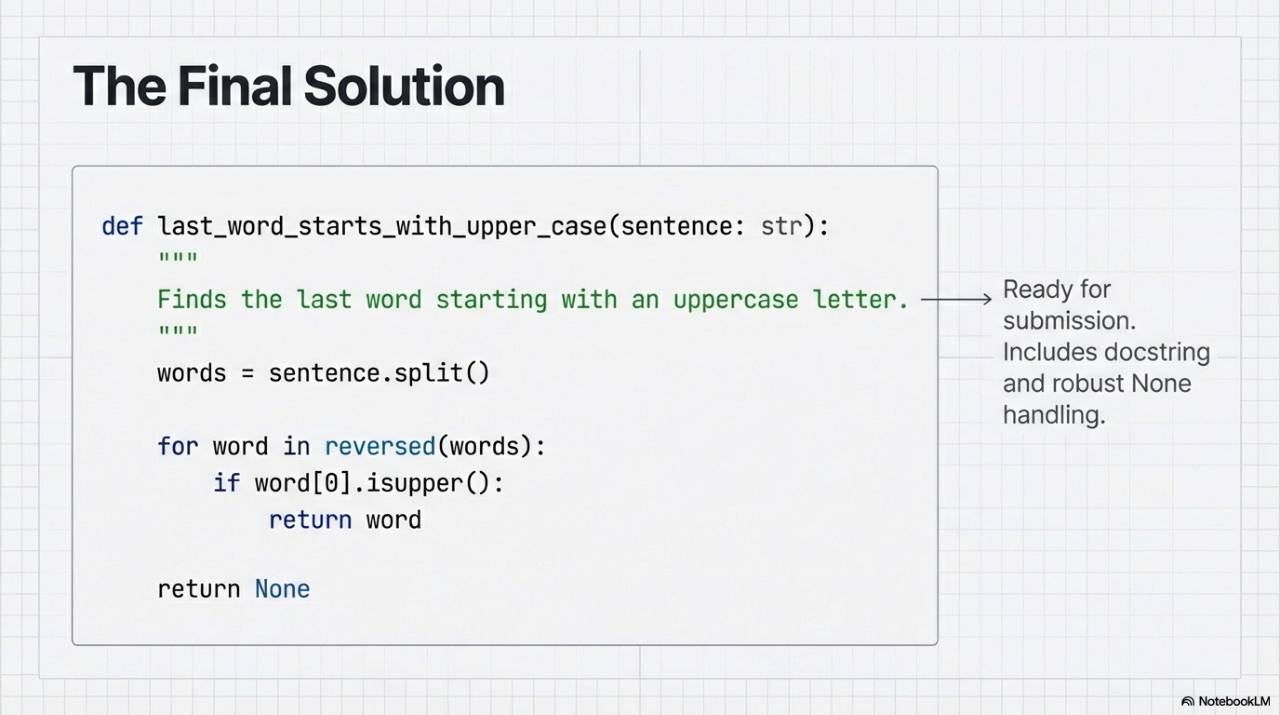 The Final Solution
def last_word_starts_with_upper_case(sentence: str):
    """
    Finds the last word starting with an uppercase letter.
    """
    words = sentence.split()
    for word in reversed(words):
        if word[0].isupper():
            return word
    return None
Ready for
submission.
Includes docstring
and robust None
handling.
NotebookLM